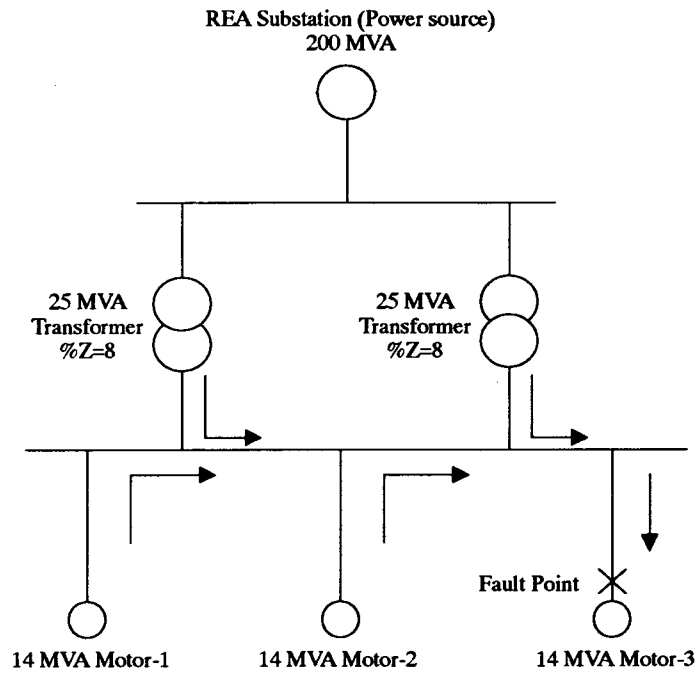 REA Substation (Power source)
200 MVA
25 MVA
Transformer
%Z=8
25 MVA
Transformer
%Z=8
Fault Point
14 MVA Motor-1
14 MVA Motor-2
14 MVA Motor-3